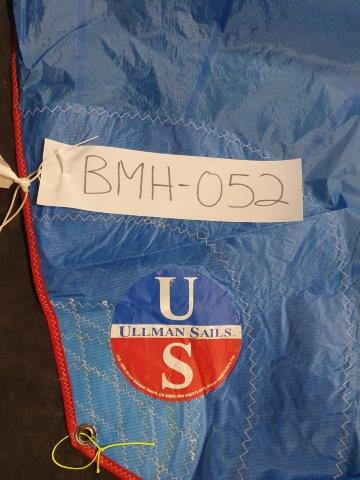 BMH-052
U
ULLMAN SAILS
S